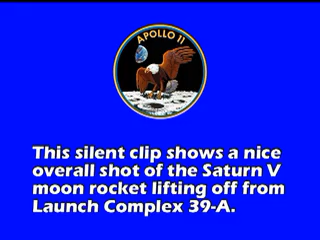 APOLLO 11
This silent clip shows a nice
overall shot of the Saturn V
moon rocket lifting off from
Launch Complex 39-A.